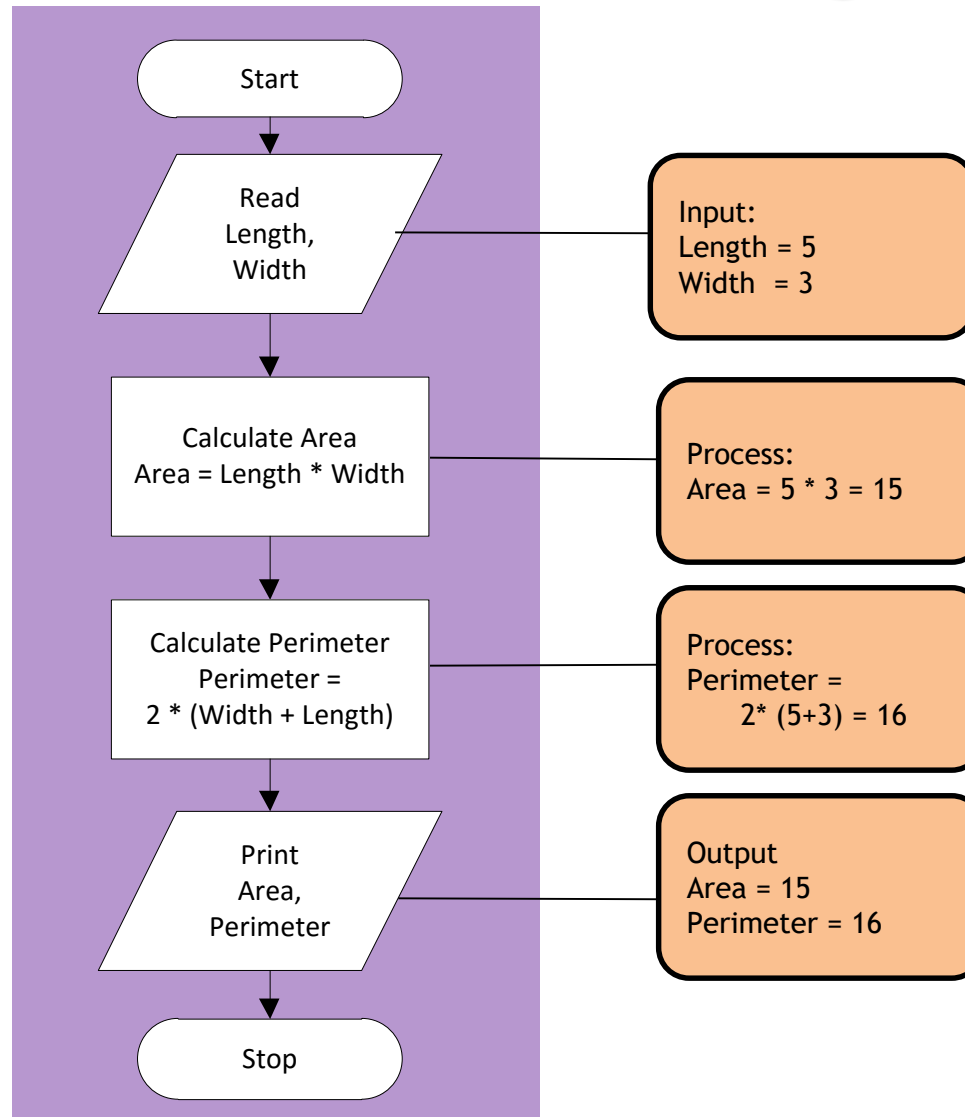 Start
Read
Length,
Width
Input:
Length = 5
Width  = 3
Calculate Area
Area = Length * Width
Process:
Area = 5 * 3 = 15
Calculate Perimeter
Perimeter =
2 * (Width + Length)
Process:
Perimeter =
2* (5+3) = 16
Print
Area,
Perimeter
Output
Area = 15
Perimeter = 16
Stop